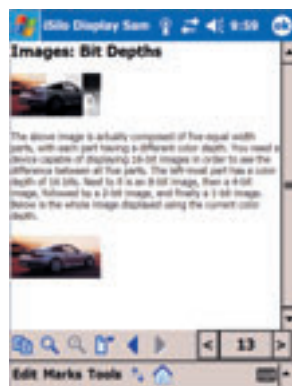 iSilo Display Sam 9:59 ok
Images: Bit Depths
The above image is actually composed of five equal width
parts, with each part having a different color depth. You need a
device capable of displaying 16-bit images in order to see the
difference between all five parts. The left-most part has a color
depth of 16 bits. Next to it is an 8-bit image, then a 4-bit
image, followed by a 2-bit image, and finally a 1-bit image.
Below is the whole image displayed using the current color
depth.
< 13 >
Edit Marks Tools